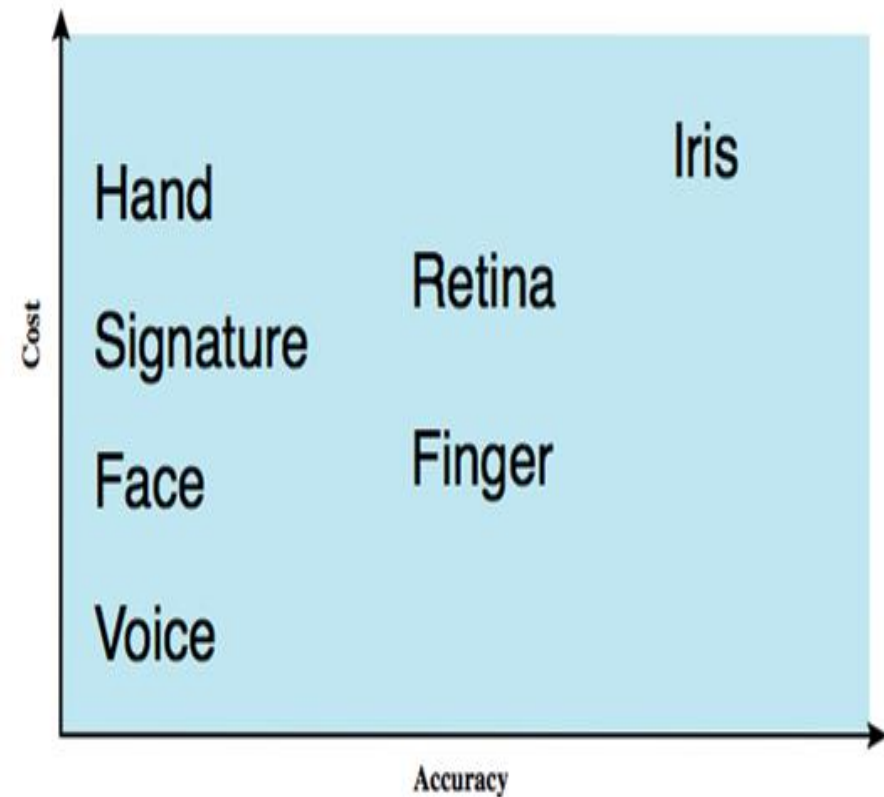 Iris
Hand
Retina
Signature
Finger
Face
Voice
Cost
Accuracy